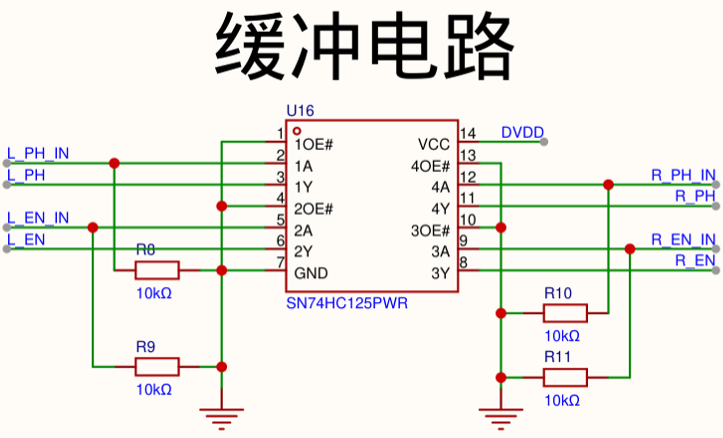 缓冲电路
U16
1 1OE# VCC 14 DVDD
L_PH_IN 2 1A 4OE# 13
L_PH 3 1Y 4A 12 R_PH_IN
4 2OE# 4Y 11 R_PH
L_EN_IN 5 2A 3OE# 10
L_EN 6 2Y 3A 9 R_EN_IN
R8 7 GND 3Y 8 R_EN
10kΩ SN74HC125PWR R10
10kΩ
R9 R11
10kΩ 10kΩ